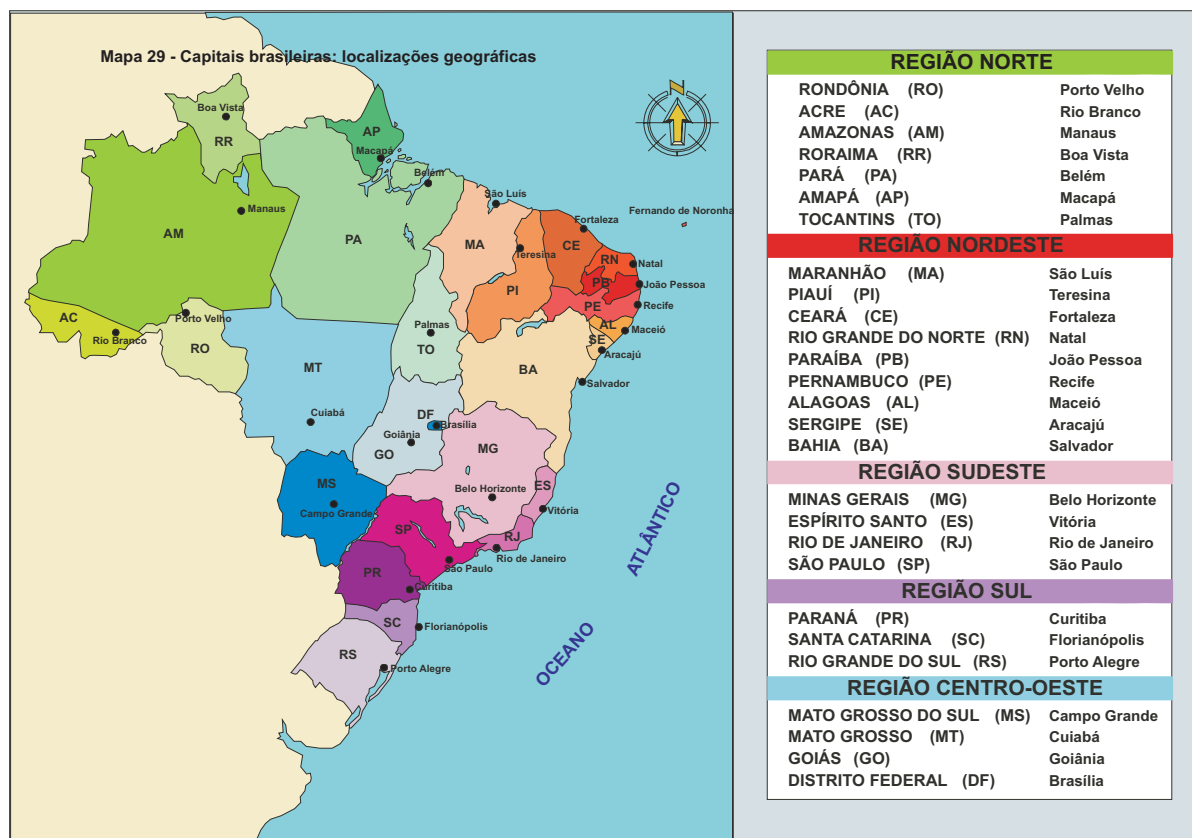 Mapa 29 - Capitais brasileiras: localizações geográficas
N
Boa Vista
RR
AP
Macapá
Belém
Manaus
AM
PA
São Luís
MA
Teresina
Fortaleza
CE
Fernando de Noronha
RN
Natal
PB
João Pessoa
PI
PE
Recife
AL
Maceió
SE
Aracajú
AC
Rio Branco
Porto Velho
RO
Palmas
TO
MT
BA
Salvador
Cuiabá
DF
Brasília
Goiânia
GO
MG
Belo Horizonte
ES
Vitória
MS
Campo Grande
SP
São Paulo
RJ
Rio de Janeiro
PR
Curitiba
SC
Florianópolis
RS
Porto Alegre
OCEANO ATLÂNTICO
REGIÃO NORTE
RONDÔNIA (RO) Porto Velho
ACRE (AC) Rio Branco
AMAZONAS (AM) Manaus
RORAIMA (RR) Boa Vista
PARÁ (PA) Belém
AMAPÁ (AP) Macapá
TOCANTINS (TO) Palmas
REGIÃO NORDESTE
MARANHÃO (MA) São Luís
PIAUÍ (PI) Teresina
CEARÁ (CE) Fortaleza
RIO GRANDE DO NORTE (RN) Natal
PARAÍBA (PB) João Pessoa
PERNAMBUCO (PE) Recife
ALAGOAS (AL) Maceió
SERGIPE (SE) Aracajú
BAHIA (BA) Salvador
REGIÃO SUDESTE
MINAS GERAIS (MG) Belo Horizonte
ESPÍRITO SANTO (ES) Vitória
RIO DE JANEIRO (RJ) Rio de Janeiro
SÃO PAULO (SP) São Paulo
REGIÃO SUL
PARANÁ (PR) Curitiba
SANTA CATARINA (SC) Florianópolis
RIO GRANDE DO SUL (RS) Porto Alegre
REGIÃO CENTRO-OESTE
MATO GROSSO DO SUL (MS) Campo Grande
MATO GROSSO (MT) Cuiabá
GOIÁS (GO) Goiânia
DISTRITO FEDERAL (DF) Brasília